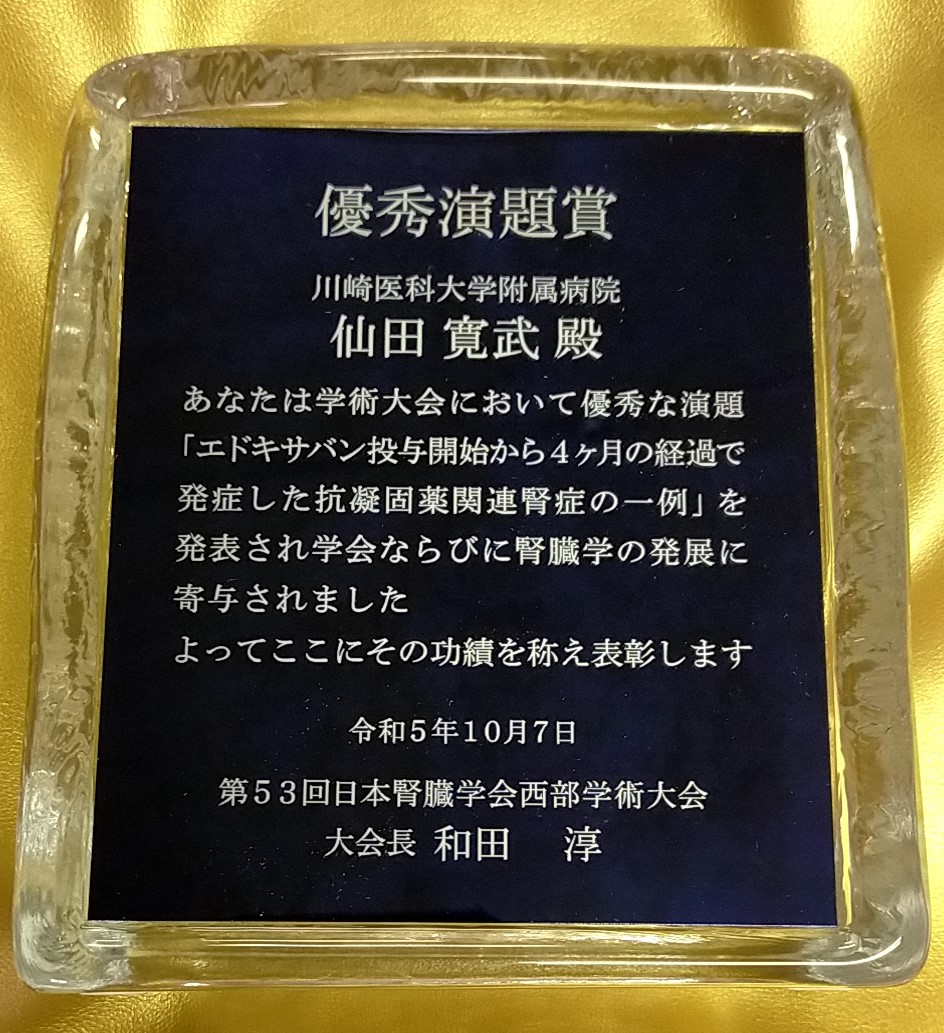 優秀演題賞
川崎医科大学附属病院
仙田 寛武 殿
あなたは学術大会において優秀な演題
「エドキサバン投与開始から4ヶ月の経過で
発症した抗凝固薬関連腎症の一例」を
発表され学会ならびに腎臓学の発展に
寄与されました
よってここにその功績を称え表彰します
令和5年10月7日
第53回日本腎臓学会西部学術大会
大会長 和田　淳